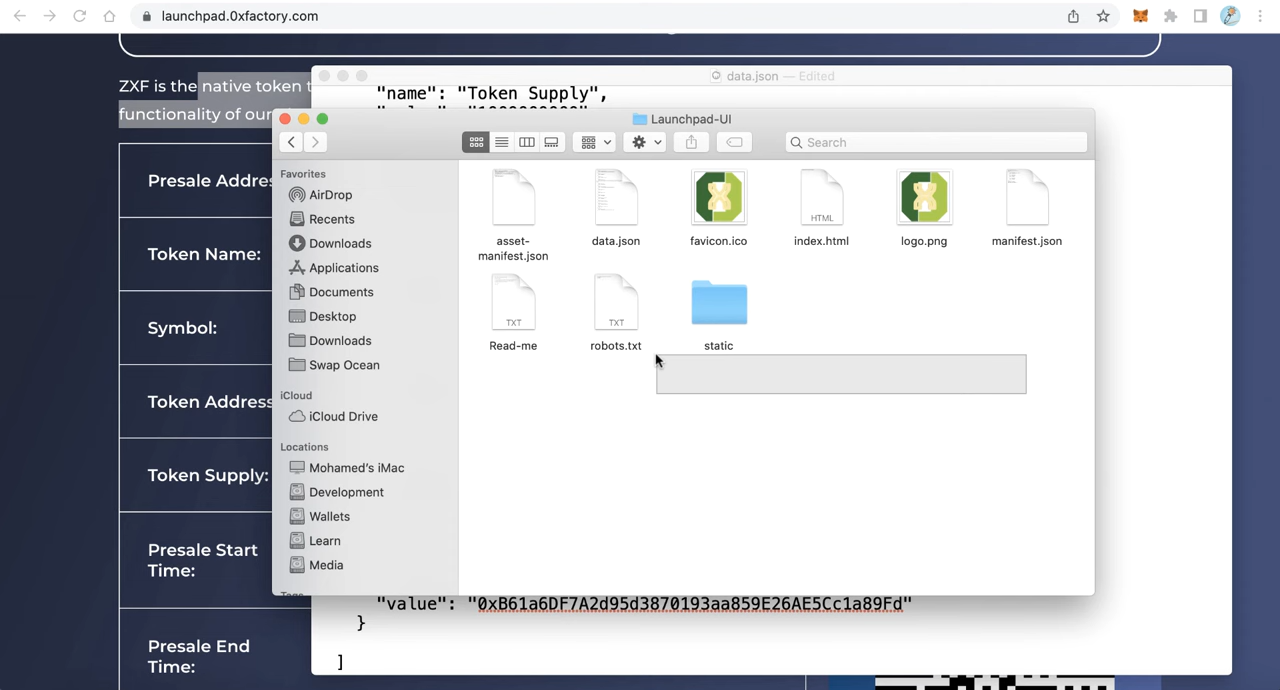 launchpad.0xfactory.com
ZXF is the native token
functionality of our
Presale Addres
Token Name:
Symbol:
Token Address
Token Supply:
Presale Start
Time:
Presale End
Time:
data.json — Edited
"name": "Token Supply",
Launchpad-UI
Search
Favorites
AirDrop
Recents
Downloads
Applications
Documents
Desktop
Downloads
Swap Ocean
iCloud
iCloud Drive
Locations
Mohamed's iMac
Development
Wallets
Learn
Media
asset-
manifest.json
data.json
favicon.ico
HTML
index.html
logo.png
manifest.json
TXT
Read-me
TXT
robots.txt
static
"value": "0xB61a6DF7A2d95d3870193aa859E26AE5Cc1a89Fd"
}
]